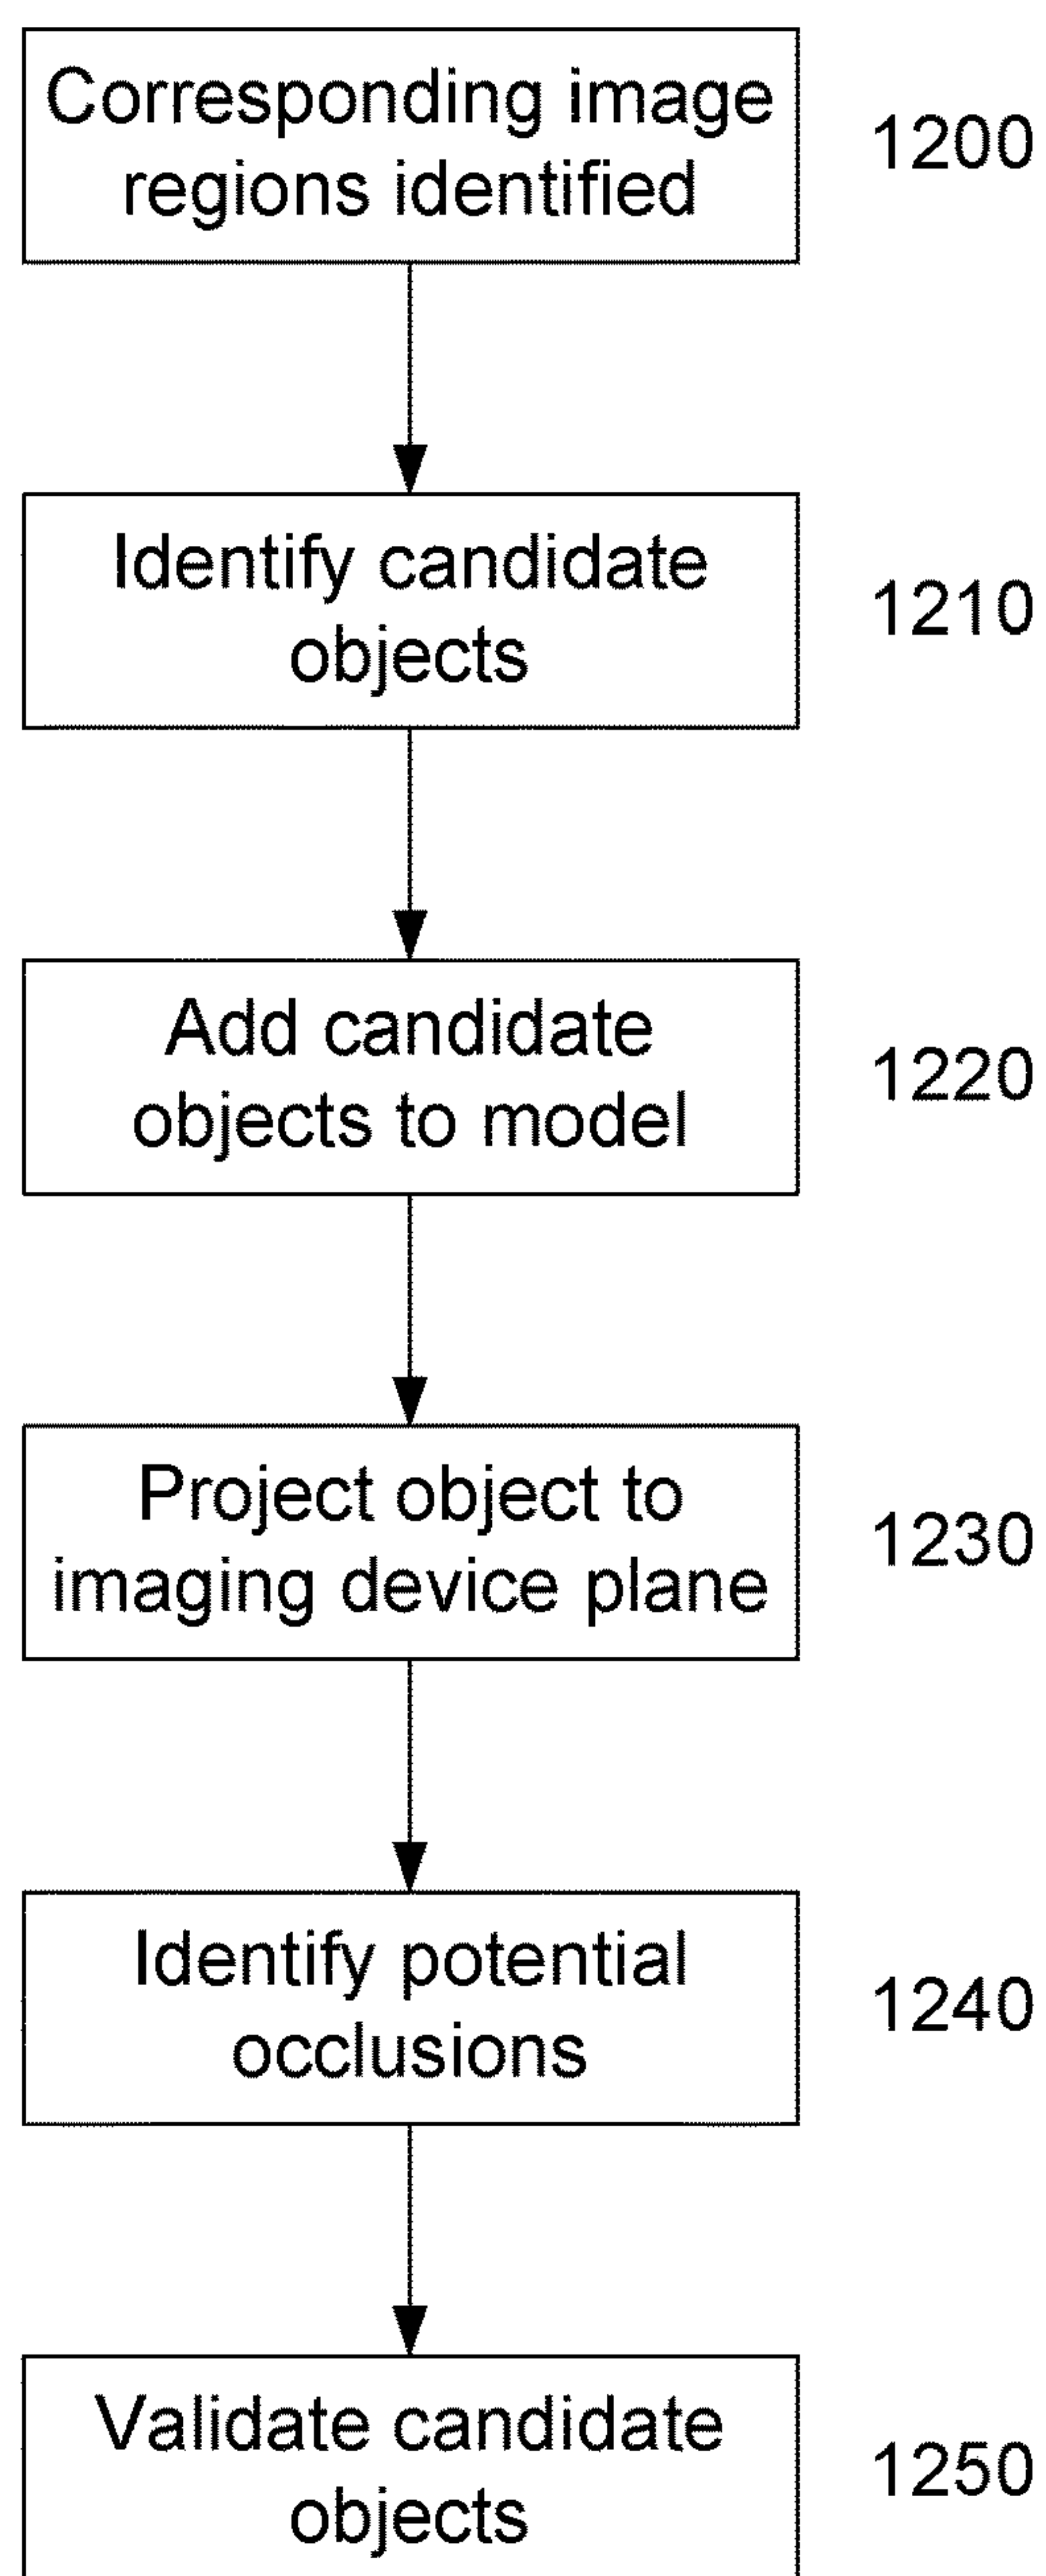 Corresponding image
regions identified
1200
Identify candidate
objects
1210
Add candidate
objects to model
1220
Project object to
imaging device plane
1230
Identify potential
occlusions
1240
Validate candidate
objects
1250